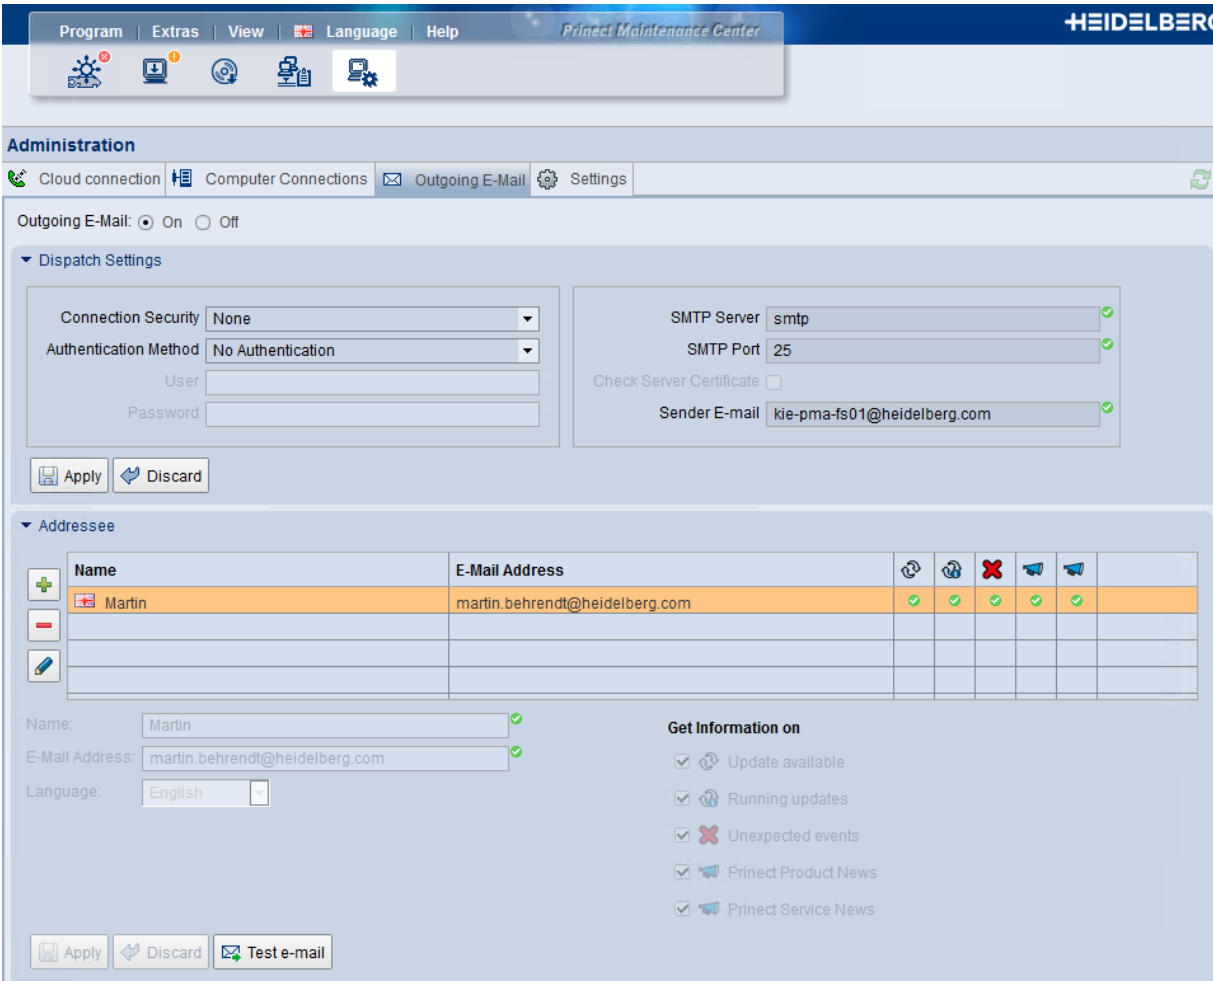 Program | Extras | View | Language | Help Prinect Maintenance Center
HEIDELBERG
Administration
Cloud connection Computer Connections Outgoing E-Mail Settings
Outgoing E-Mail: On Off
Dispatch Settings
Connection Security None SMTP Server smtp
Authentication Method No Authentication SMTP Port 25
User Check Server Certificate
Password Sender E-mail kie-pma-fs01@heidelberg.com
Apply Discard
Addressee
Name E-Mail Address
Martin martin.behrendt@heidelberg.com
Name: Martin Get Information on
E-Mail Address: martin.behrendt@heidelberg.com Update available
Language: English Running updates
Unexpected events
Prinect Product News
Prinect Service News
Apply Discard Test e-mail